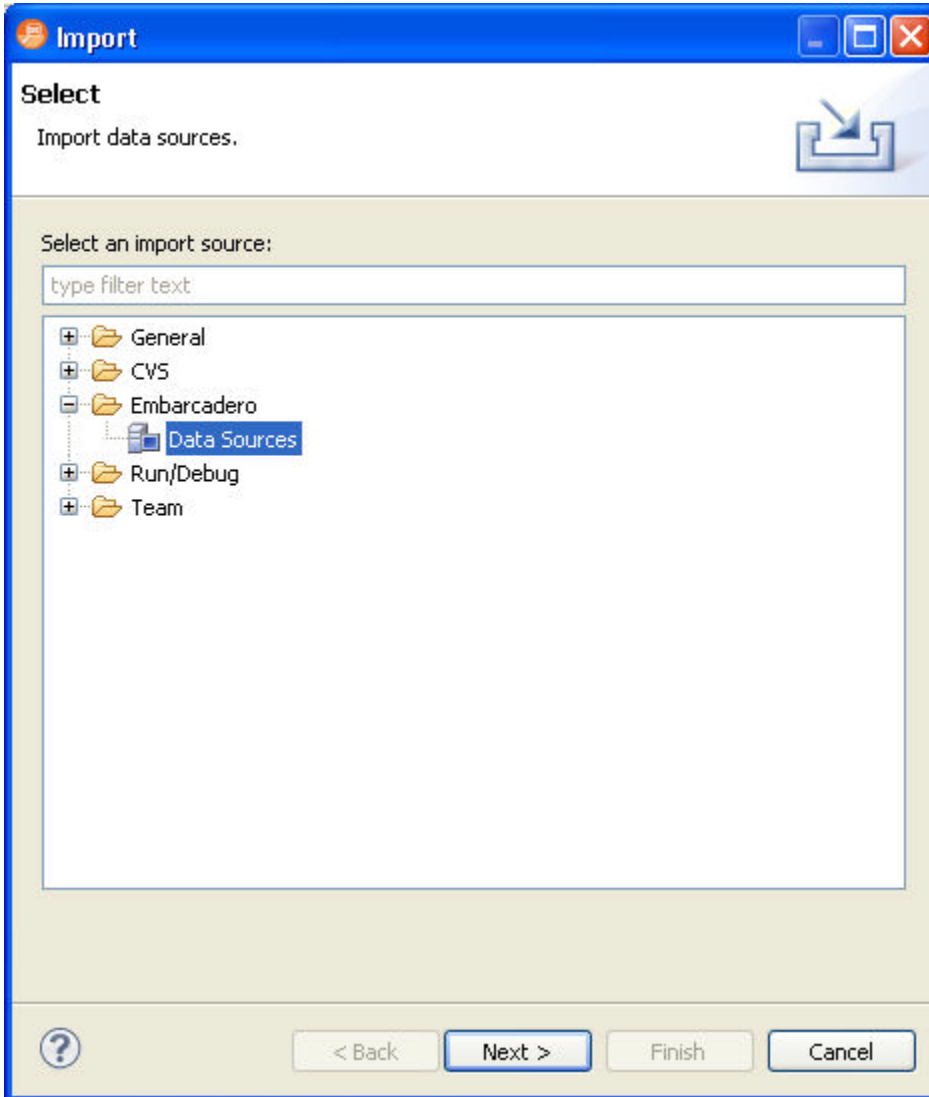 Import
Select
Import data sources.
Select an import source:
type filter text
General
CVS
Embarcadero
Data Sources
Run/Debug
Team
?
< Back Next > Finish Cancel